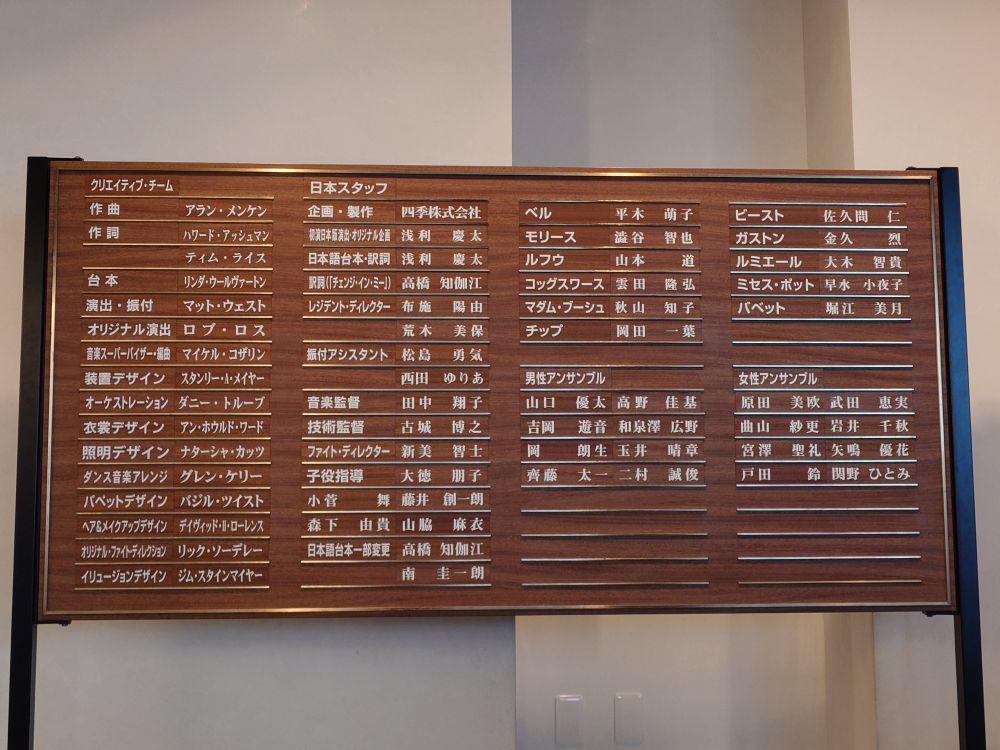 クリエイティブ・チーム
作曲 アラン・メンケン
作詞 ハワード・アッシュマン
ティム・ライス
台本 リンダ・ウールヴァートン
演出・振付 マット・ウェスト
オリジナル演出 ロブ・ロス
音楽スーパーバイザー・編曲 マイケル・コザリン
装置デザイン スタンリー・A・メイヤー
オーケストレーション ダニー・トルーブ
衣裳デザイン アン・ホウルド・ワード
照明デザイン ナターシャ・カッツ
ダンス音楽アレンジ グレン・ケリー
パペットデザイン バジル・ツイスト
ヘア&メイクアップデザイン デイヴィッド・H・ローレンス
オリジナル・ファイトディレクション リック・ソーデレー
イリュージョンデザイン ジム・スタインマイヤー
日本スタッフ
企画・製作 四季株式会社
初演日本版演出・オリジナル企画 浅利 慶太
日本語台本・訳詞 浅利 慶太
訳詞(「チェンジ・イン・ミー」) 高橋 知伽江
レジデント・ディレクター 布施 陽由
荒木 美保
振付アシスタント 松島 勇気
西田 ゆりあ
音楽監督 田中 翔子
技術監督 古城 博之
ファイト・ディレクター 新美 智士
子役指導 大徳 朋子
小菅 舞 藤井 創一朗
森下 由貴 山脇 麻衣
日本語台本一部変更 高橋 知伽江
南 圭一朗
ベル 平木 萌子
モリース 澁谷 智也
ルフウ 山本 道
コッグスワース 雲田 隆弘
マダム・ブーシュ 秋山 知子
チップ 岡田 一葉
男性アンサンブル
山口 優太 高野 佳基
吉岡 遊音 和泉澤 広野
岡 朗生 玉井 晴章
齊藤 太一 二村 誠俊
ビースト 佐久間 仁
ガストン 金久 烈
ルミエール 大木 智貴
ミセス・ポット 早水 小夜子
バベット 堀江 美月
女性アンサンブル
原田 美欧 武田 恵実
曲山 紗更 岩井 千秋
宮澤 聖礼 矢鳴 優花
戸田 鈴 関野 ひとみ